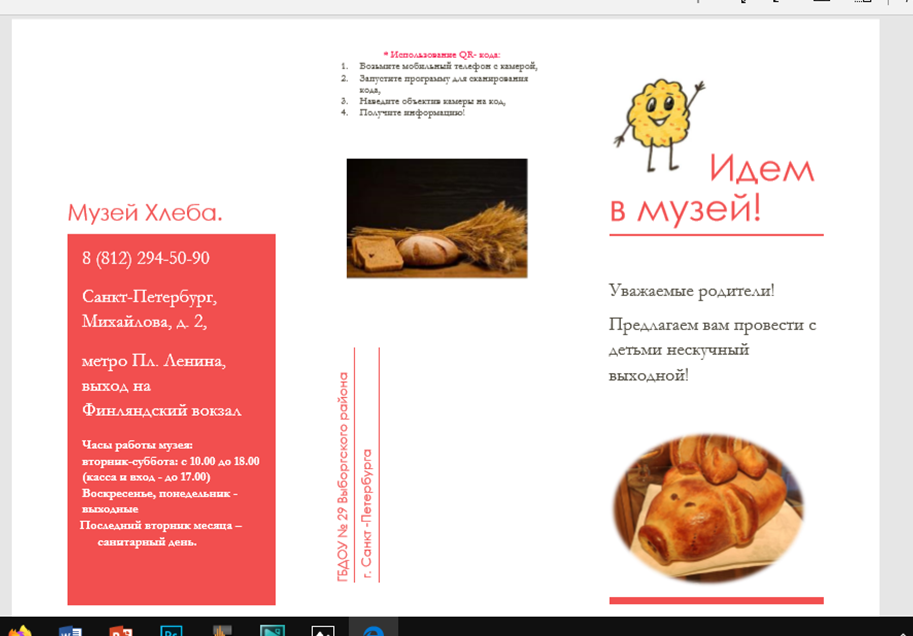 Музей Хлеба.
8 (812) 294-50-90
Санкт-Петербург,
Михайлова, д. 2,
метро Пл. Ленина,
выход на
Финляндский вокзал
Часы работы музея:
вторник-суббота: с 10.00 до 18.00
(касса и вход - до 17.00)
Воскресенье, понедельник -
выходные
Последний вторник месяца –
санитарный день.
* Использование QR- кода:
1. Возьмите мобильный телефон с камерой,
2. Запустите программу для сканирования
кода,
3. Наведите объектив камеры на код,
4. Получите информацию!
ГБДОУ № 29 Выборгского района
г. Санкт -Петербурга
Идем
в музей!
Уважаемые родители!
Предлагаем вам провести с
детьми нескучный
выходной!